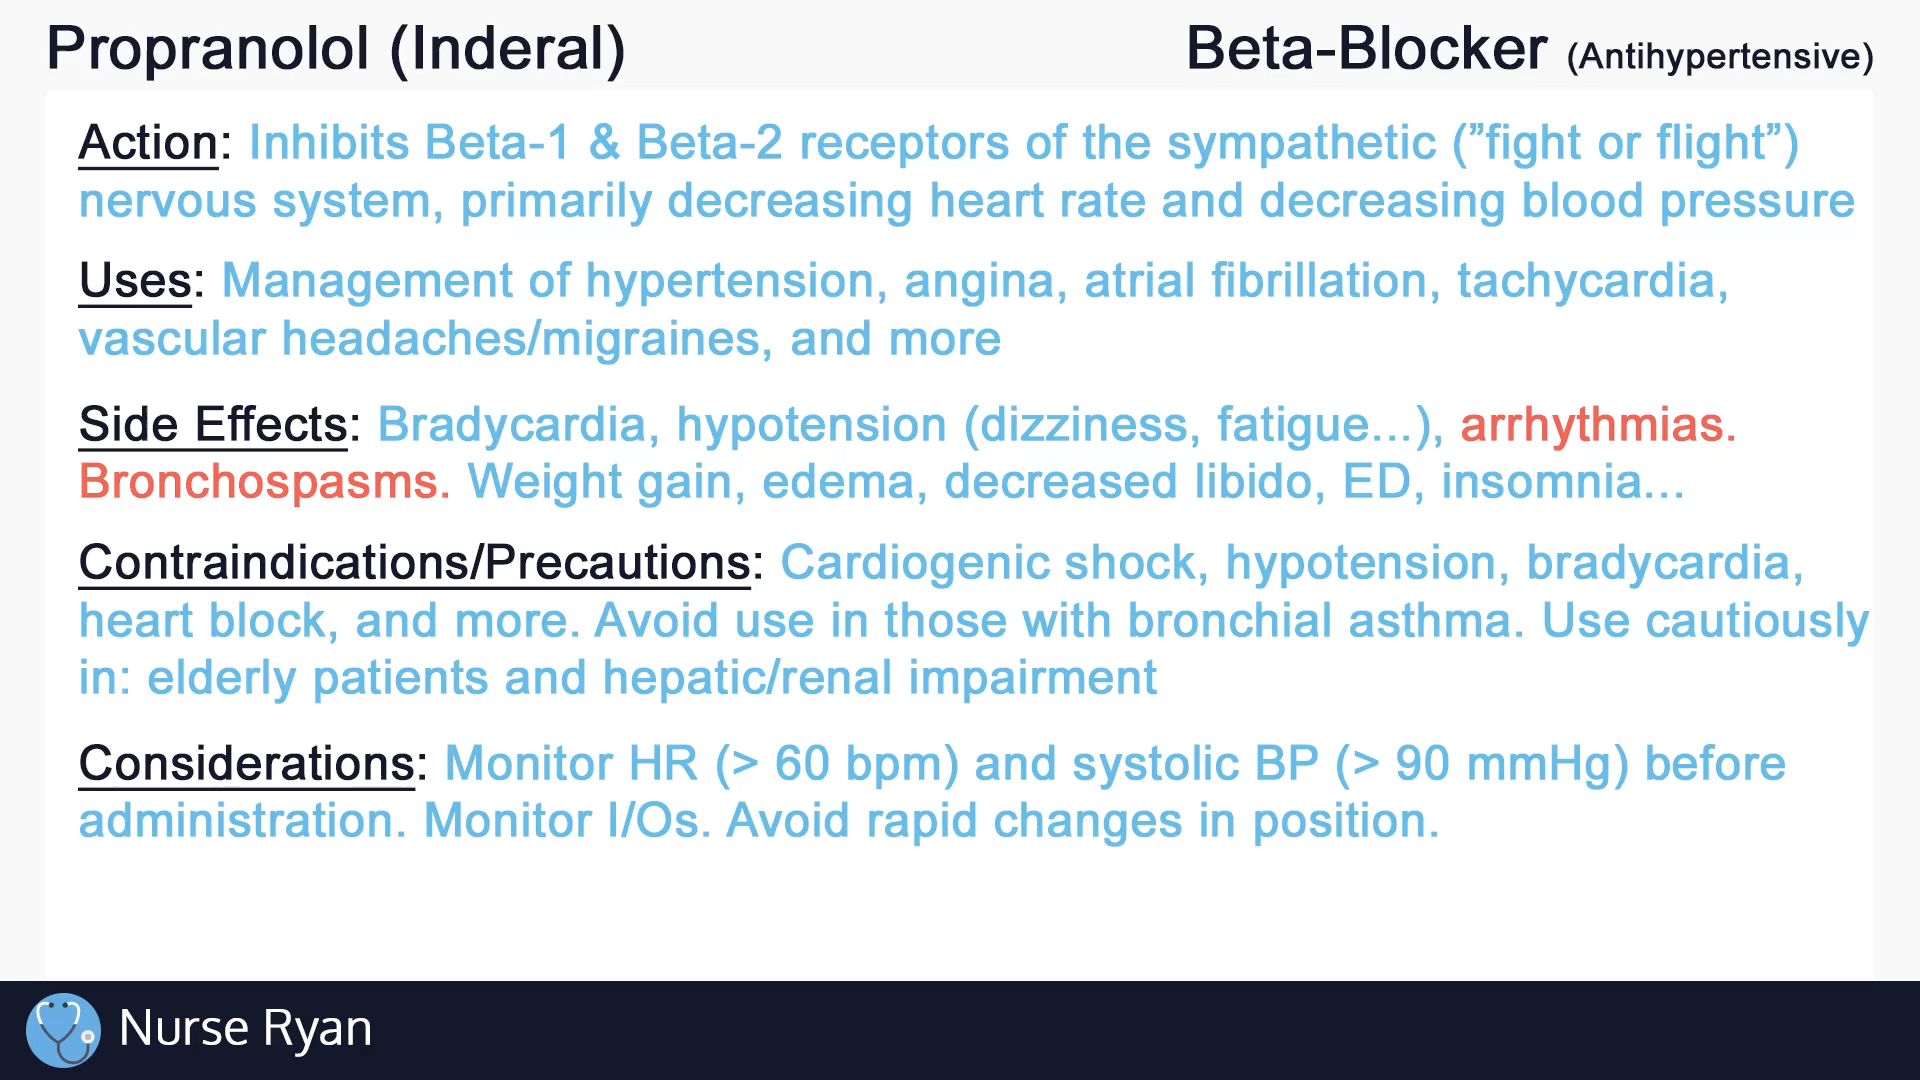 Propranolol (Inderal)
Beta-Blocker (Antihypertensive)
Action: Inhibits Beta-1 & Beta-2 receptors of the sympathetic (”fight or flight”)
nervous system, primarily decreasing heart rate and decreasing blood pressure
Uses: Management of hypertension, angina, atrial fibrillation, tachycardia,
vascular headaches/migraines, and more
Side Effects: Bradycardia, hypotension (dizziness, fatigue...), arrhythmias.
Bronchospasms. Weight gain, edema, decreased libido, ED, insomnia...
Contraindications/Precautions: Cardiogenic shock, hypotension, bradycardia,
heart block, and more. Avoid use in those with bronchial asthma. Use cautiously
in: elderly patients and hepatic/renal impairment
Considerations: Monitor HR (> 60 bpm) and systolic BP (> 90 mmHg) before
administration. Monitor I/Os. Avoid rapid changes in position.
Nurse Ryan